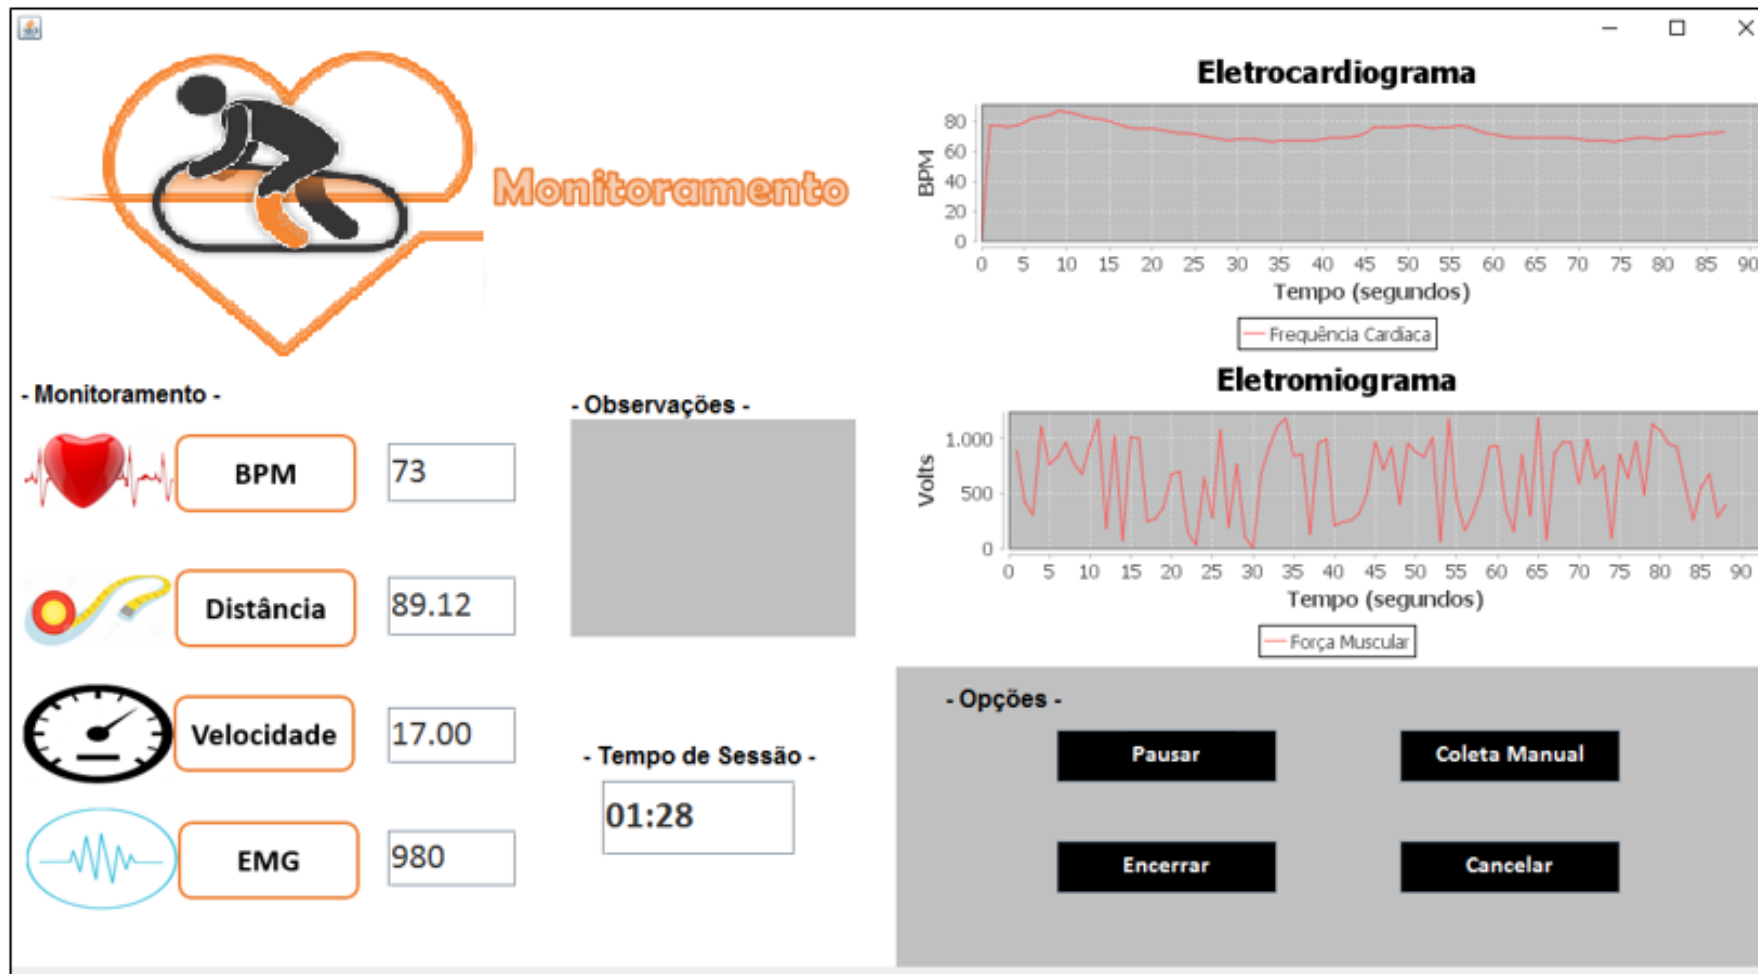 Monitoramento
Eletrocardiograma
BPM
80
60
40
20
0
0 5 10 15 20 25 30 35 40 45 50 55 60 65 70 75 80 85 90
Tempo (segundos)
Frequência Cardíaca
Eletromiograma
Volts
1.000
500
0
0 5 10 15 20 25 30 35 40 45 50 55 60 65 70 75 80 85 90
Tempo (segundos)
Força Muscular
- Monitoramento -
BPM 73
Distância 89.12
Velocidade 17.00
EMG 980
- Observações -
- Tempo de Sessão -
01:28
- Opções -
Pausar Coleta Manual
Encerrar Cancelar